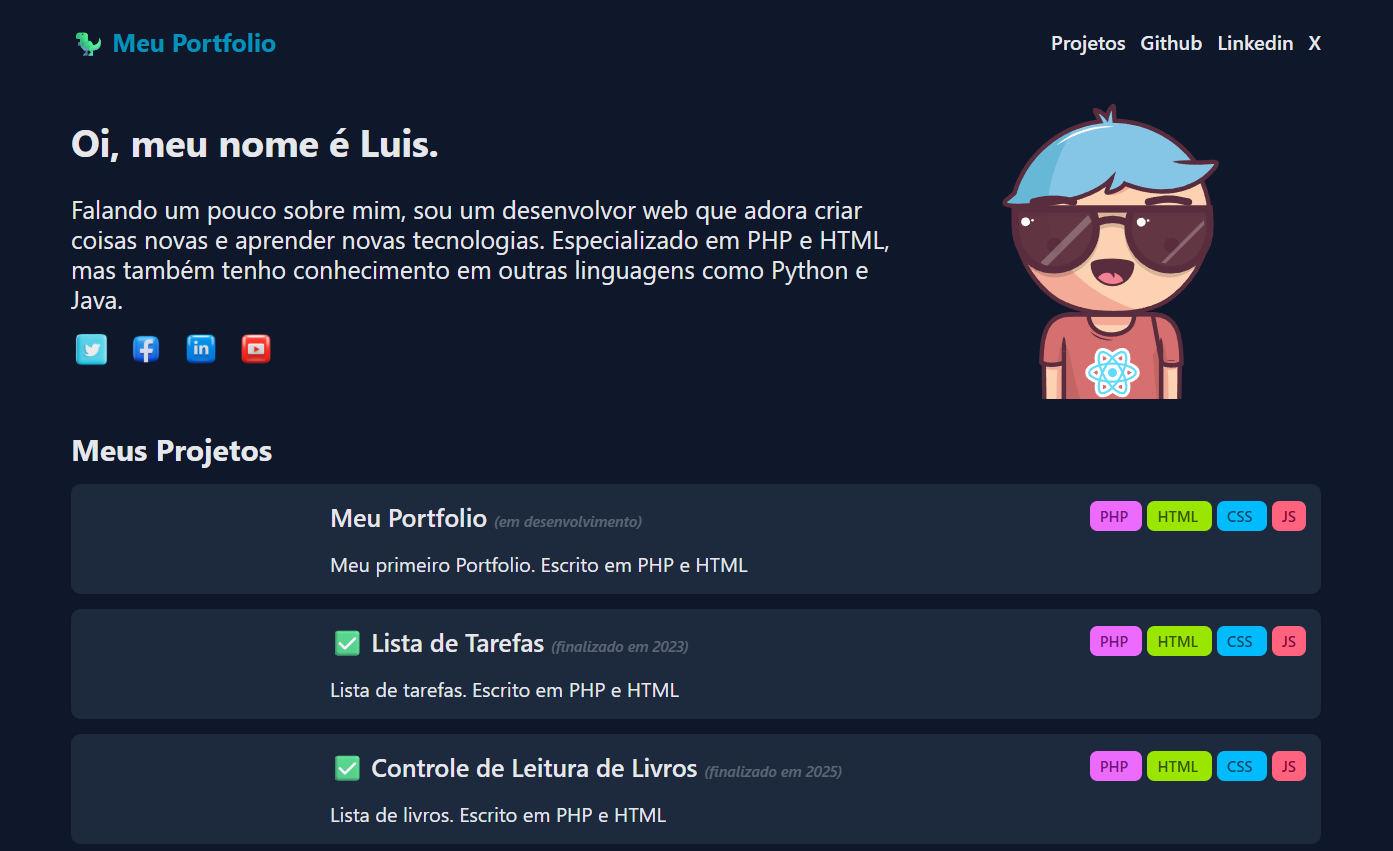 Meu Portfolio
Projetos Github Linkedin X
Oi, meu nome é Luis.
Falando um pouco sobre mim, sou um desenvolvor web que adora criar
coisas novas e aprender novas tecnologias. Especializado em PHP e HTML,
mas também tenho conhecimento em outras linguagens como Python e
Java.
in
Meus Projetos
Meu Portfolio (em desenvolvimento)
PHP HTML CSS JS
Meu primeiro Portfolio. Escrito em PHP e HTML
Lista de Tarefas (finalizado em 2023)
PHP HTML CSS JS
Lista de tarefas. Escrito em PHP e HTML
Controle de Leitura de Livros (finalizado em 2025)
PHP HTML CSS JS
Lista de livros. Escrito em PHP e HTML